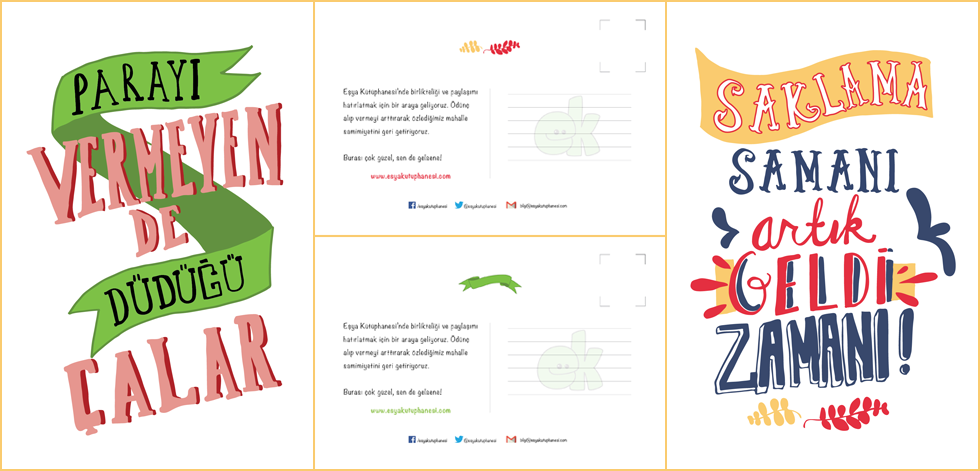 PARAYI
VERMEYEN
DE
DÜDÜĞÜ
ÇALAR
Eşya Kütüphanesi'nde birlikteliği ve paylaşımı
hatırlatmak için bir araya geliyoruz. Ödünç
alıp vermeyi arttırarak özlediğimiz mahalle
samimiyetini geri getiriyoruz.
Burası çok güzel, sen de gelsene!
www.esyakutuphanesi.com
ek
/esyakutuphanesi
@esyakutuphanesi
bilgi@esyakutuphanesi.com
Eşya Kütüphanesi'nde birlikteliği ve paylaşımı
hatırlatmak için bir araya geliyoruz. Ödünç
alıp vermeyi arttırarak özlediğimiz mahalle
samimiyetini geri getiriyoruz.
Burası çok güzel, sen de gelsene!
www.esyakutuphanesi.com
ek
/esyakutuphanesi
@esyakutuphanesi
bilgi@esyakutuphanesi.com
SAKLAMA
SAMANI
artık
GELDİ
ZAMANI!